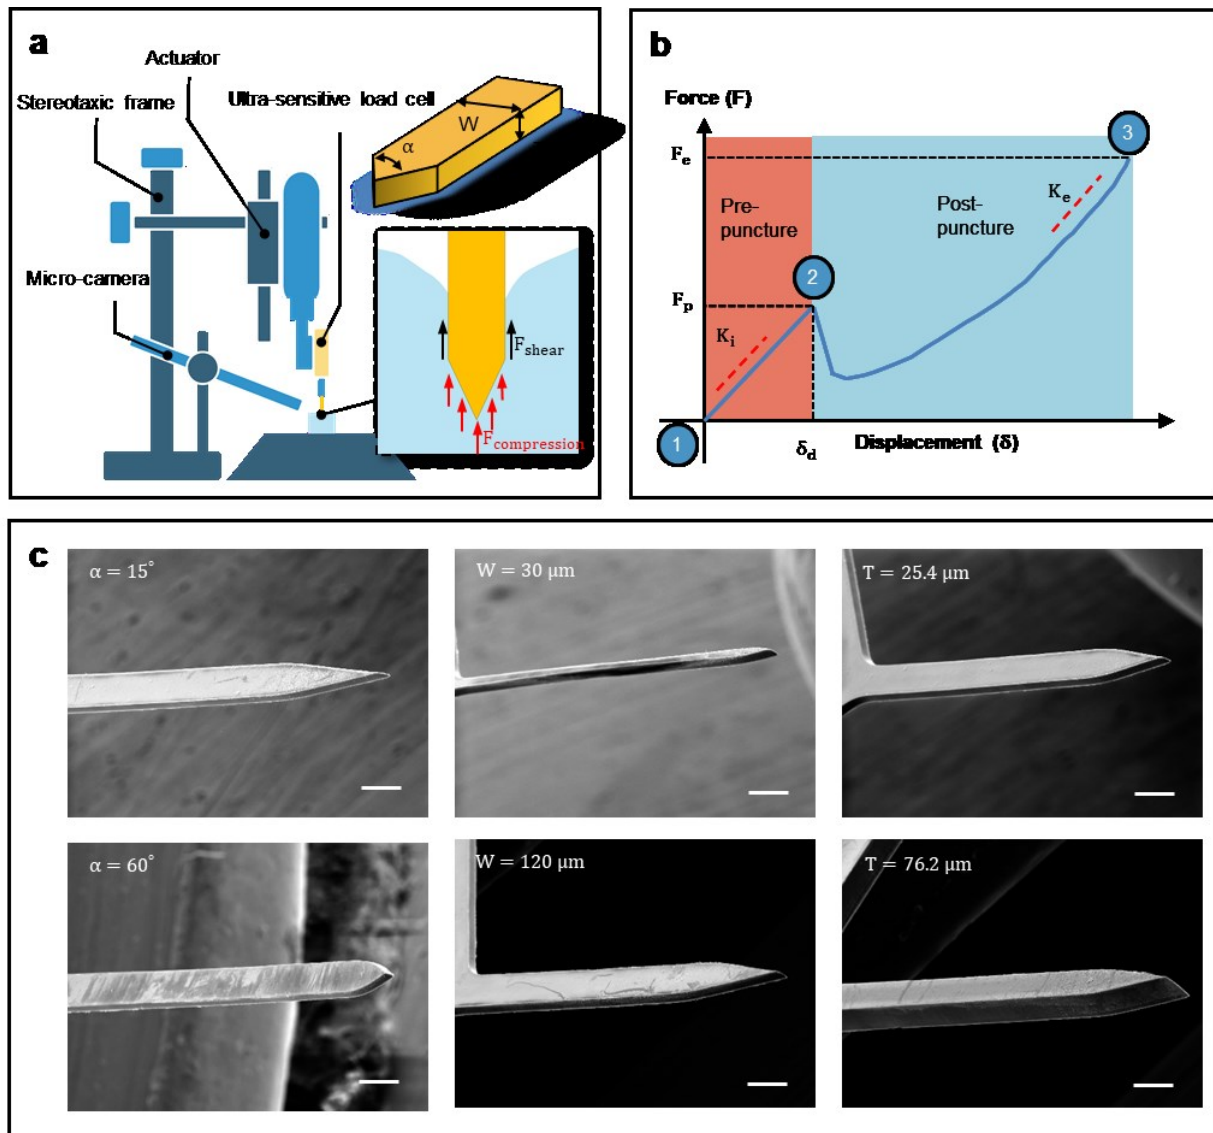 a
Actuator
Stereotaxic frame
Ultra-sensitive load cell
W
α
Micro-camera
F_shear
F_compression
b
Force (F)
F_e
3
K_e
Pre-
puncture
Post-
puncture
2
F_p
K_i
1
δ_d
Displacement (δ)
c
α = 15°
W = 30 μm
T = 25.4 μm
α = 60°
W = 120 μm
T = 76.2 μm